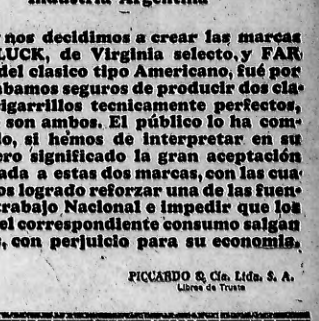 Industria Argentina
nos decidimos a crear las marcas
LUCK, de Virginia selecto, y FAR
del clasico tipo Americano, fué por
abamos seguros de producir dos cla-
igarrillos tecnicamente perfectos,
son ambos. El público lo ha com-
do, si hemos de interpretar en su
ero significado la gran aceptación
ada a estas dos marcas, con las cua-
os logrado reforzar una de las fuen-
trabajo Nacional e impedir que los
el correspondiente consumo salgan
, con perjuicio para su economia.
PICCARDO & Cía. Ltda. S. A.
Libres de Trusts